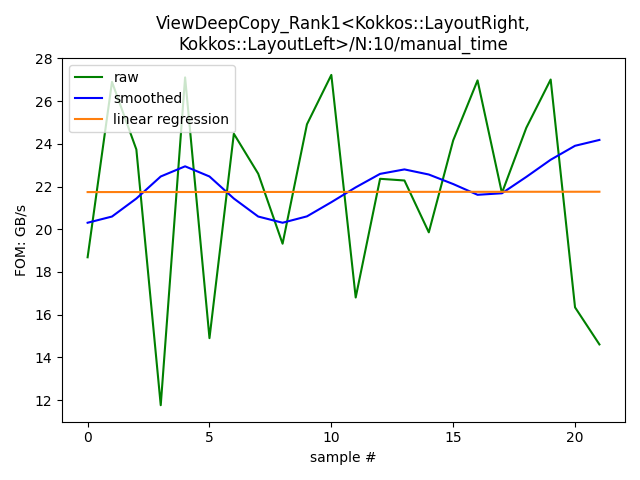 ViewDeepCopy_Rank1<Kokkos::LayoutRight,
Kokkos::LayoutLeft>/N:10/manual_time
raw
smoothed
linear regression
FOM: GB/s
28
26
24
22
20
18
16
14
12
0
5
10
15
20
sample #